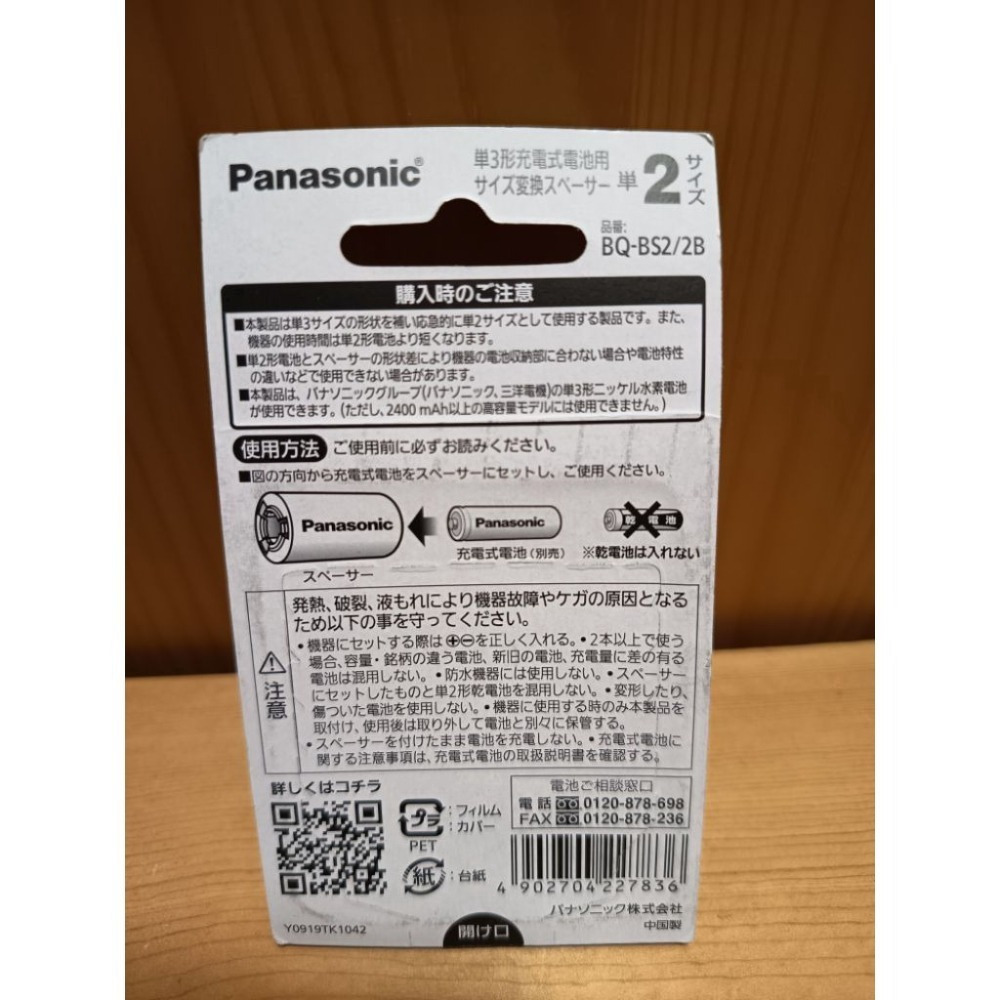 Panasonic®
単3形充電式電池用
サイズ変換スペーサー
単2サイズ
品番:
BQ-BS2/2B
購入時のご注意
■本製品は単3サイズの形状を補い応急的に単2サイズとして使用する製品です。また、
機器の使用時間は単2形電池より短くなります。
■単2形電池とスペーサーの形状差により機器の電池収納部に合わない場合や電池特性
の違いなどで使用できない場合があります。
■本製品は、パナソニックグループ(パナソニック、三洋電機)の単3形ニッケル水素電池
が使用できます。(ただし、2400 mAh以上の高容量モデルには使用できません。)
使用方法 ご使用前に必ずお読みください。
■図の方向から充電式電池をスペーサーにセットし、ご使用ください。
Panasonic
Panasonic
乾電池
スペーサー
充電式電池(別売)
※乾電池は入れない
注意
発熱、破裂、液もれにより機器故障やケガの原因となる
ため以下の事を守ってください。
•機器にセットする際は⊕⊖を正しく入れる。•2本以上で使う
場合、容量・銘柄の違う電池、新旧の電池、充電量に差の有る
電池は混用しない。•防水機器には使用しない。•スペーサー
にセットしたものと単2形乾電池を混用しない。•変形したり、
傷ついた電池を使用しない。•機器に使用する時のみ本製品を
取付け、使用後は取り外して電池と別々に保管する。
•スペーサーを付けたまま電池を充電しない。•充電式電池に
関する注意事項は、充電式電池の取扱説明書を確認する。
詳しくはコチラ
プラ
:フィルム
:カバー
PET
紙
:台紙
電池ご相談窓口
電話 0120-878-698
FAX 0120-878-236
4 902704 227836
パナソニック株式会社
中国製
Y0919TK1042
開け口